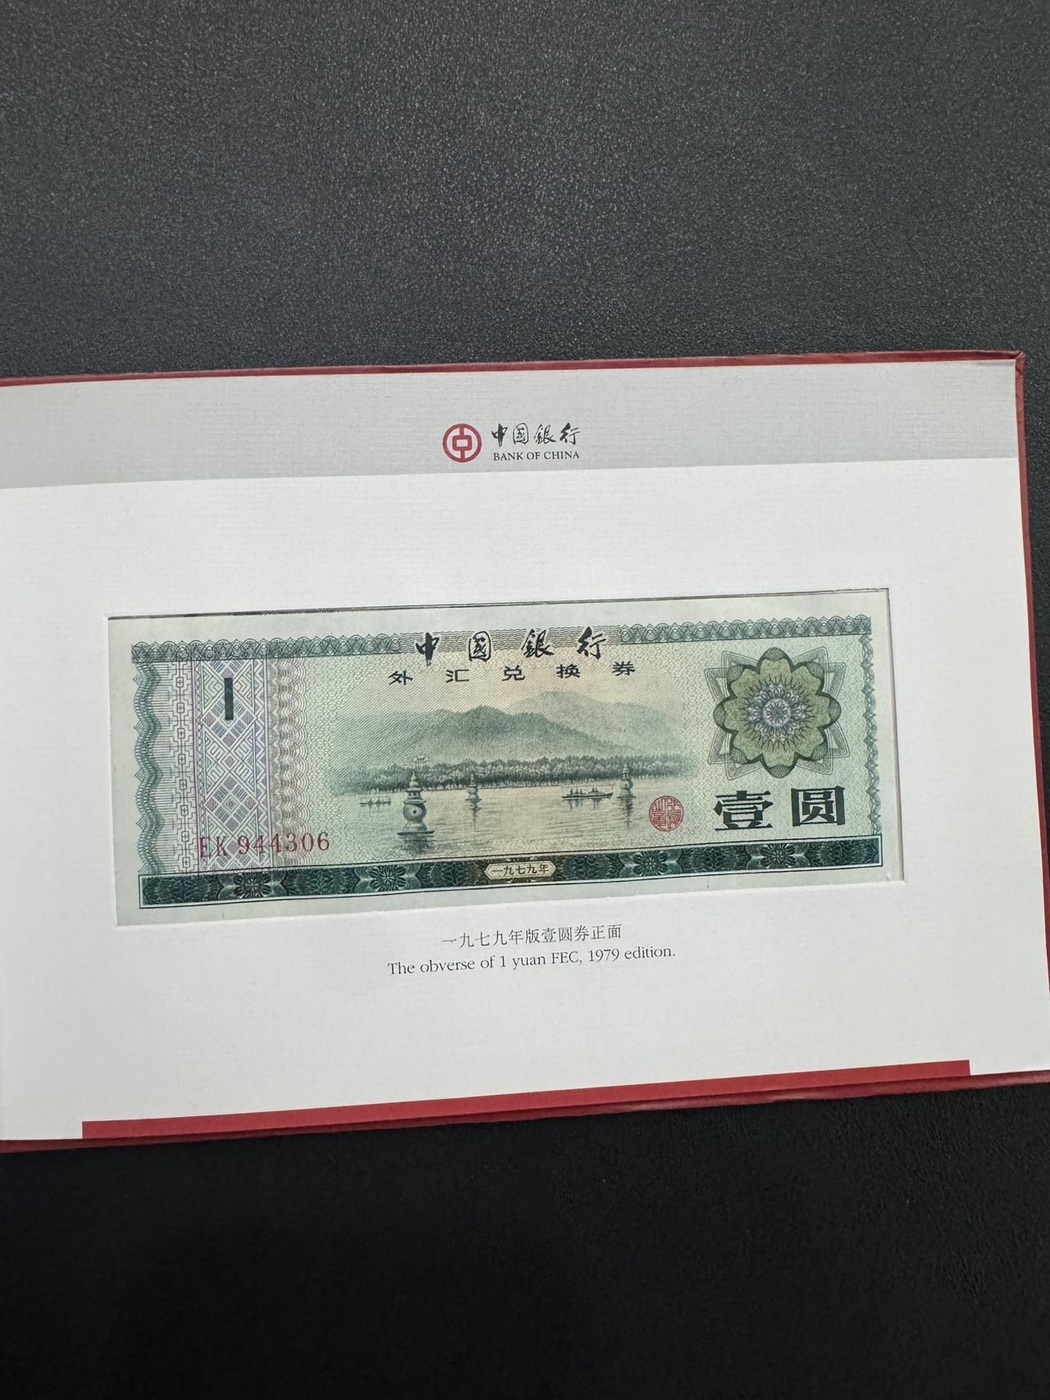 中国银行
BANK OF CHINA
中国银行
外汇兑换券
1
EK 944306
壹圆
一九七九年
一九七九年版壹圆券正面
The obverse of 1 yuan FEC, 1979 edition.